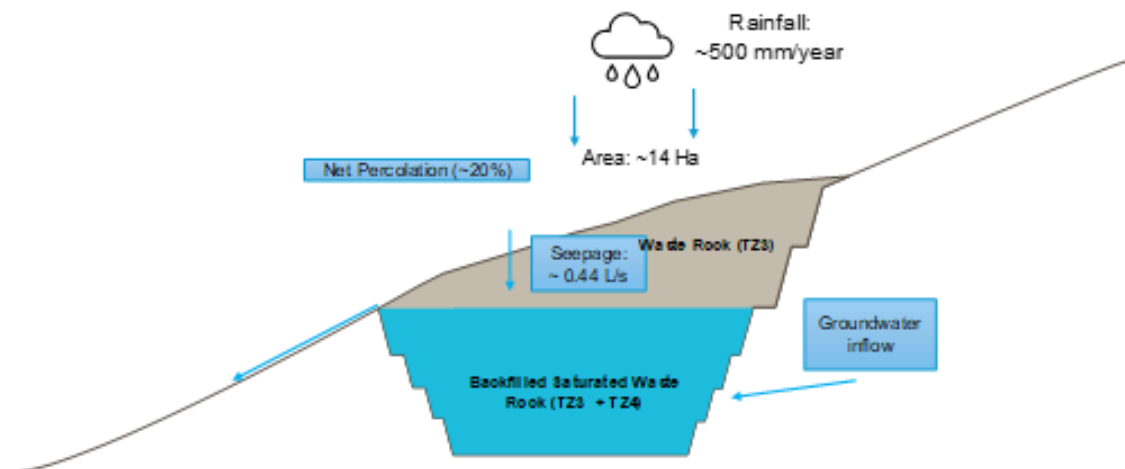 Rainfall:
~500 mm/year
Area: ~14 Ha
Net Percolation (~20%)
Waste Rock (TZ3)
Seepage:
~ 0.44 L/s
Groundwater
inflow
Backfilled Saturated Waste
Rock (TZ3 + TZ4)